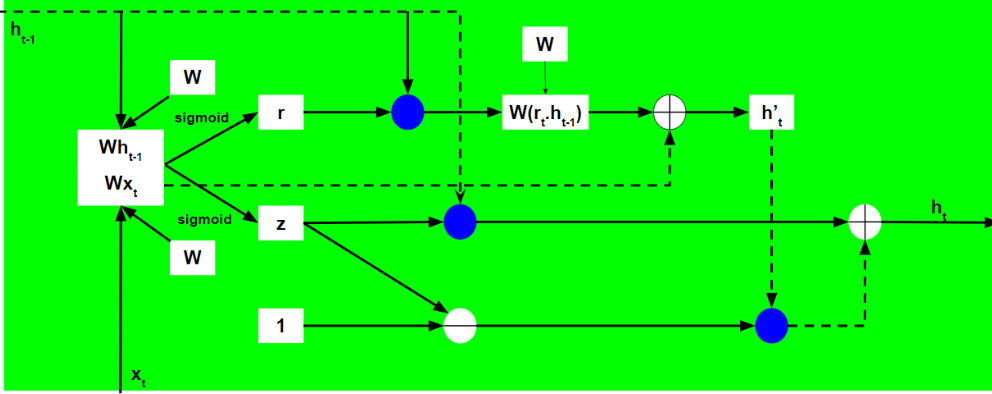 h t-1
W
W
sigmoid
r
W(r t .h t-1 )
h’ t
Wh t-1
Wx t
sigmoid
z
h t
W
1
x t